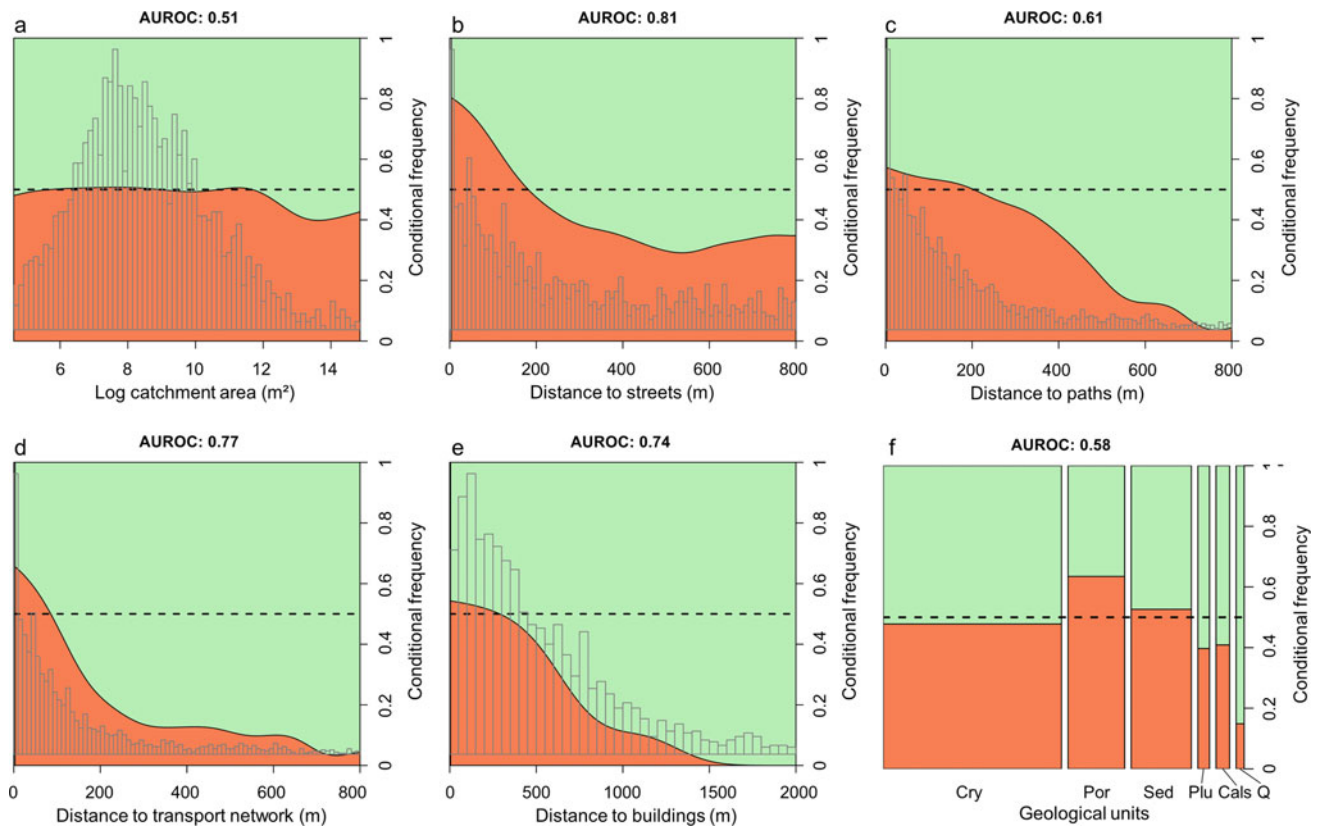 a
AUROC: 0.51
0 0.2 0.4 0.6 0.8 1
Conditional frequency
6 8 10 12 14
Log catchment area (m²)
b
AUROC: 0.81
0 0.2 0.4 0.6 0.8 1
Conditional frequency
0 200 400 600 800
Distance to streets (m)
c
AUROC: 0.61
0 0.2 0.4 0.6 0.8 1
Conditional frequency
0 200 400 600 800
Distance to paths (m)
d
AUROC: 0.77
0 0.2 0.4 0.6 0.8 1
Conditional frequency
0 200 400 600 800
Distance to transport network (m)
e
AUROC: 0.74
0 0.2 0.4 0.6 0.8 1
Conditional frequency
0 500 1000 1500 2000
Distance to buildings (m)
f
AUROC: 0.58
0 0.2 0.4 0.6 0.8 1
Conditional frequency
Cry Por Sed Plu Cals Q
Geological units